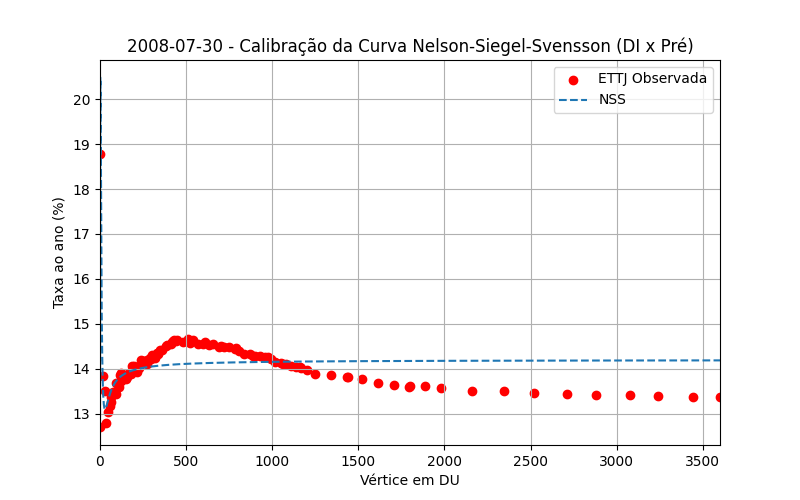 2008-07-30 - Calibração da Curva Nelson-Siegel-Svensson (DI x Pré)
ETTJ Observada
NSS
Taxa ao ano (%)
20
19
18
17
16
15
14
13
0 500 1000 1500 2000 2500 3000 3500
Vértice em DU